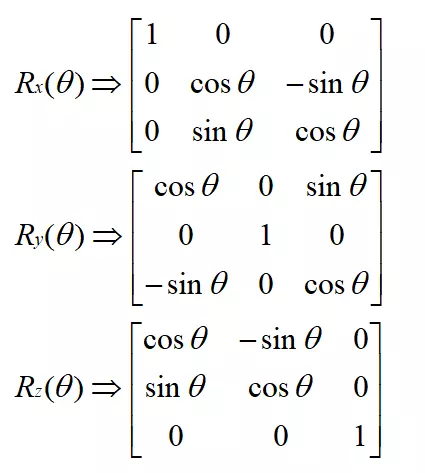 1 0 0
Rx(θ) ⇒ 0 cos θ −sin θ
0 sin θ cos θ
cos θ 0 sin θ
Ry(θ) ⇒ 0 1 0
−sin θ 0 cos θ
cos θ −sin θ 0
Rz(θ) ⇒ sin θ cos θ 0
0 0 1